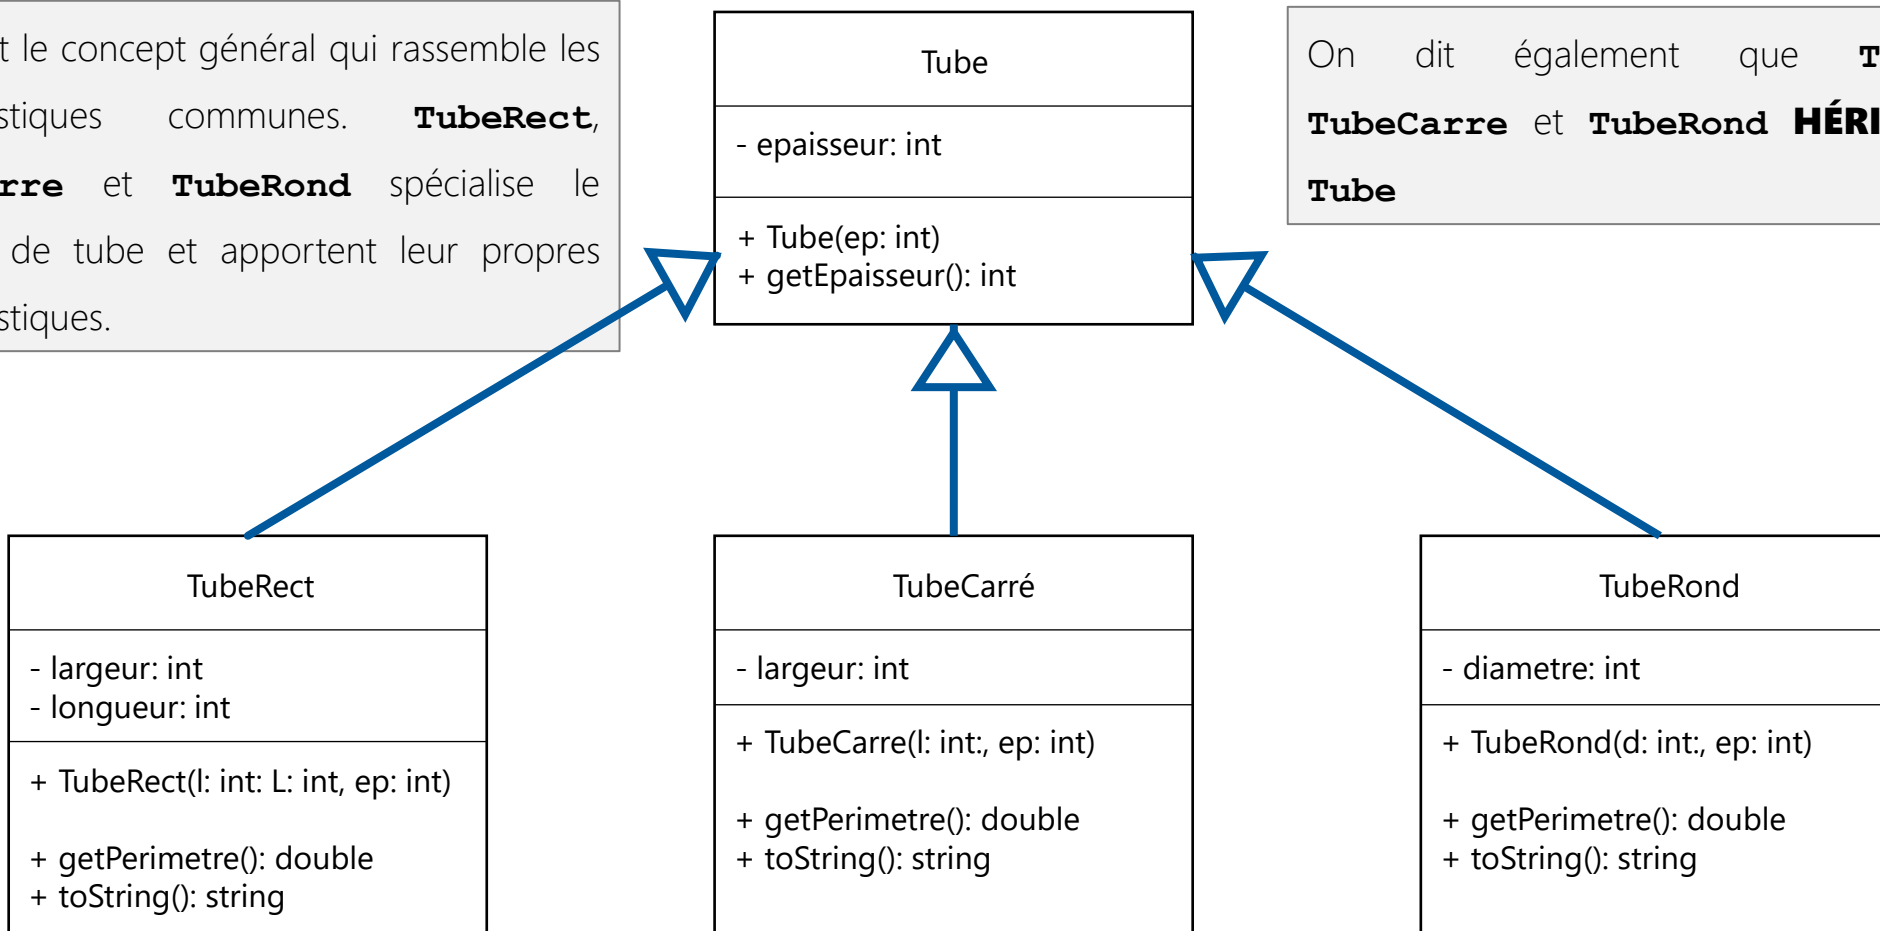 t le concept général qui rassemble les
stiques communes. TubeRect,
rre et TubeRond spécialise le
de tube et apportent leur propres
stiques.
Tube
- epaisseur: int
+ Tube(ep: int)
+ getEpaisseur(): int
On dit également que T
TubeCarre et TubeRond HÉRI
Tube
TubeRect
- largeur: int
- longueur: int
+ TubeRect(l: int: L: int, ep: int)
+ getPerimetre(): double
+ toString(): string
TubeCarré
- largeur: int
+ TubeCarre(l: int:, ep: int)
+ getPerimetre(): double
+ toString(): string
TubeRond
- diametre: int
+ TubeRond(d: int:, ep: int)
+ getPerimetre(): double
+ toString(): string